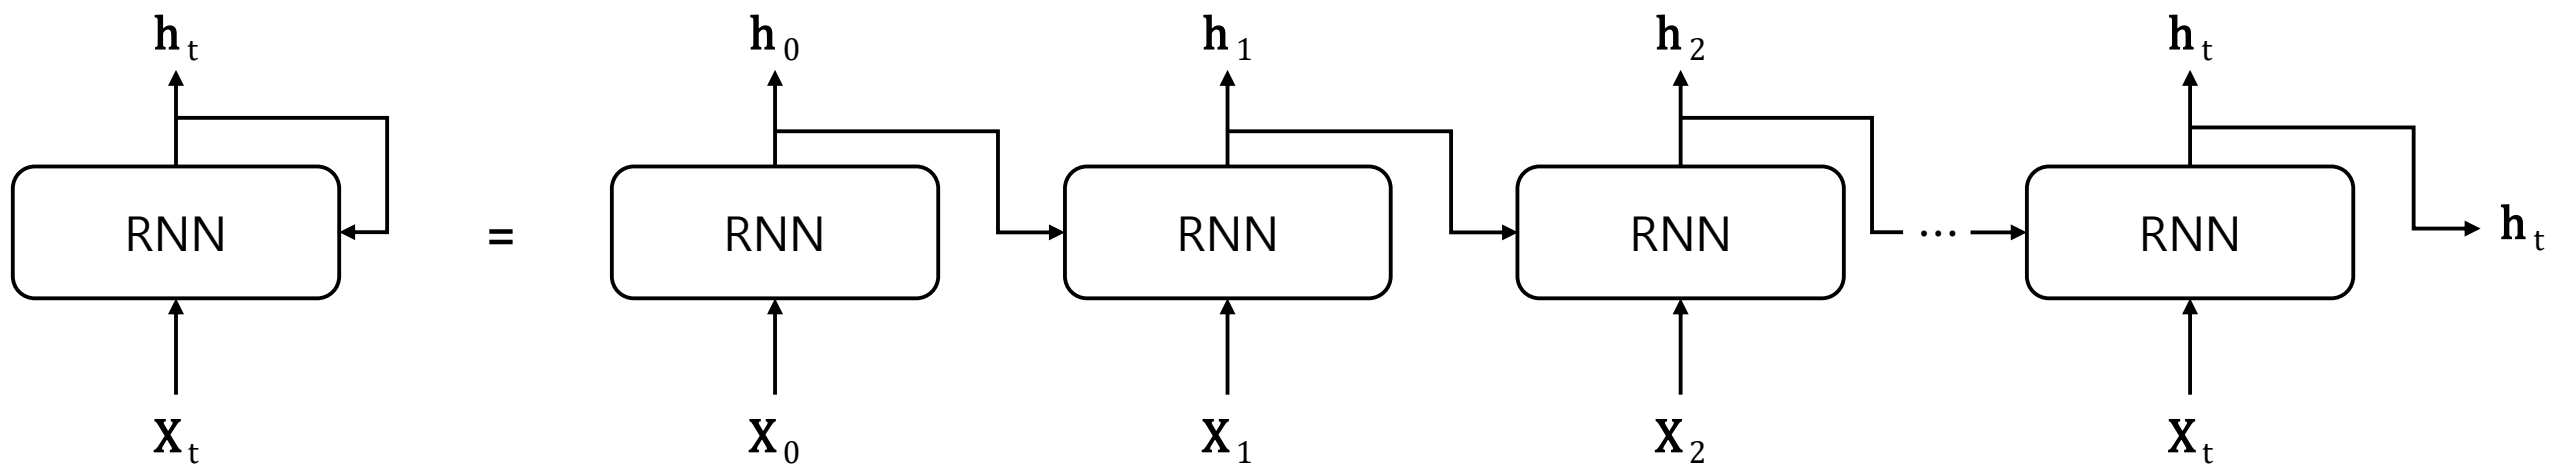 h t h 0 h 1 h 2 h t
RNN = RNN RNN RNN ... RNN h t
X t X 0 X 1 X 2 X t